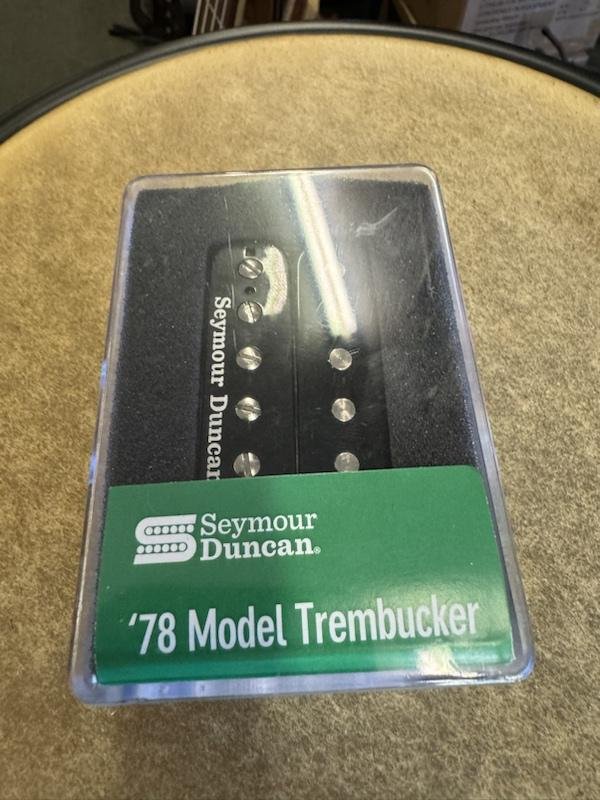 Seymour Duncan
Seymour
Duncan®
'78 Model Trembucker